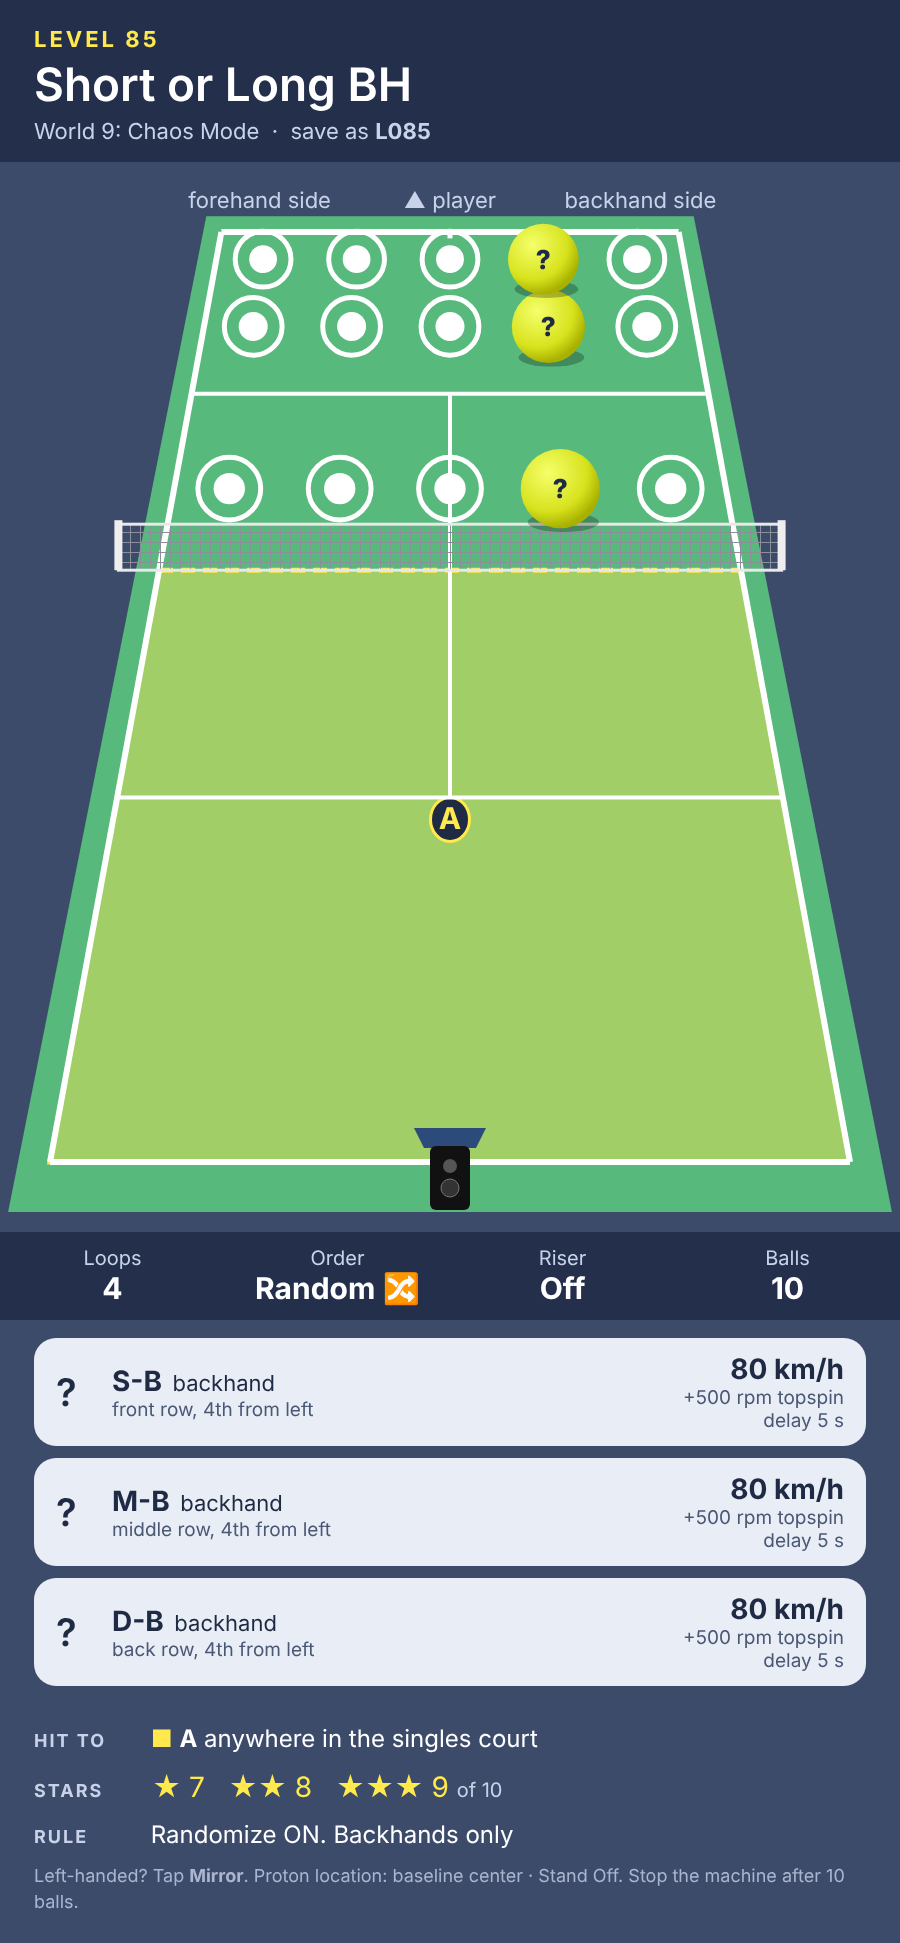 LEVEL 85
Short or Long BH
World 9: Chaos Mode · save as L085
forehand side ▲ player backhand side
?
?
?
A
Loops Order Riser Balls
4 Random 🔀 Off 10
? S-B backhand 80 km/h
front row, 4th from left +500 rpm topspin
delay 5 s
? M-B backhand 80 km/h
middle row, 4th from left +500 rpm topspin
delay 5 s
? D-B backhand 80 km/h
back row, 4th from left +500 rpm topspin
delay 5 s
HIT TO ■ A anywhere in the singles court
STARS ★ 7 ★★ 8 ★★★ 9 of 10
RULE Randomize ON. Backhands only
Left-handed? Tap Mirror. Proton location: baseline center · Stand Off. Stop the machine after 10
balls.